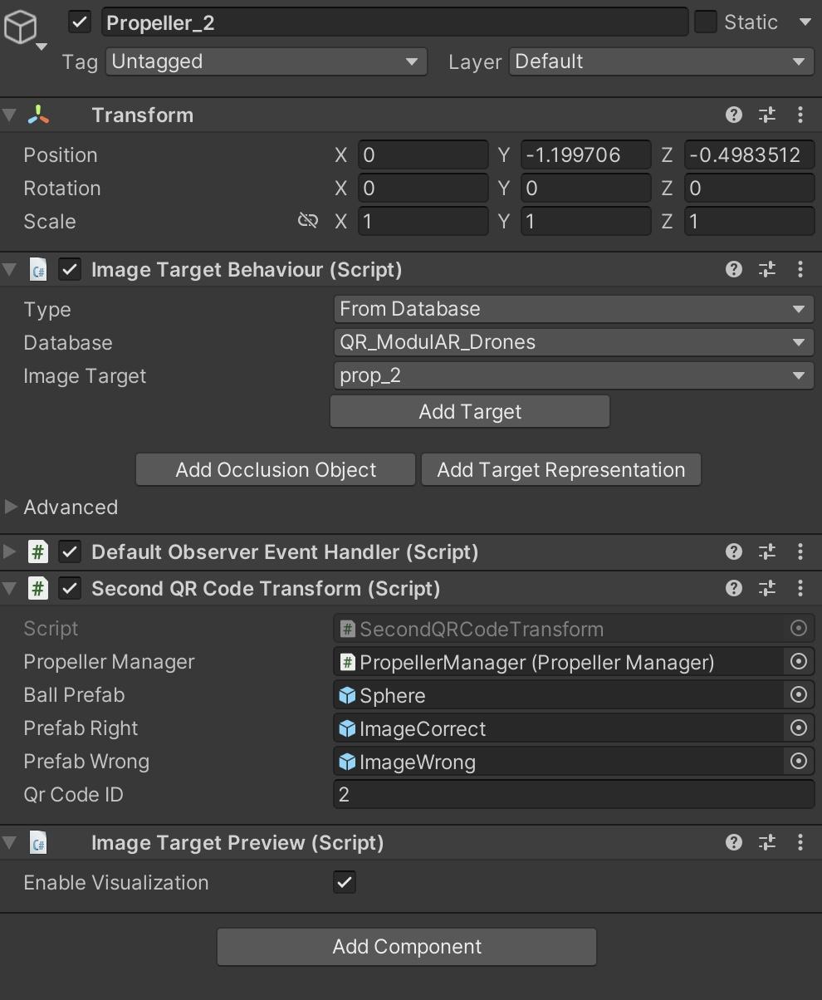 Propeller_2 Static
Tag Untagged Layer Default
Transform
Position X 0 Y -1.199706 Z -0.4983512
Rotation X 0 Y 0 Z 0
Scale X 1 Y 1 Z 1
Image Target Behaviour (Script)
Type From Database
Database QR_ModulAR_Drones
Image Target prop_2
Add Target
Add Occlusion Object Add Target Representation
Advanced
# Default Observer Event Handler (Script)
# Second QR Code Transform (Script)
Script # SecondQRCodeTransform
Propeller Manager # PropellerManager (Propeller Manager)
Ball Prefab Sphere
Prefab Right ImageCorrect
Prefab Wrong ImageWrong
Qr Code ID 2
Image Target Preview (Script)
Enable Visualization
Add Component